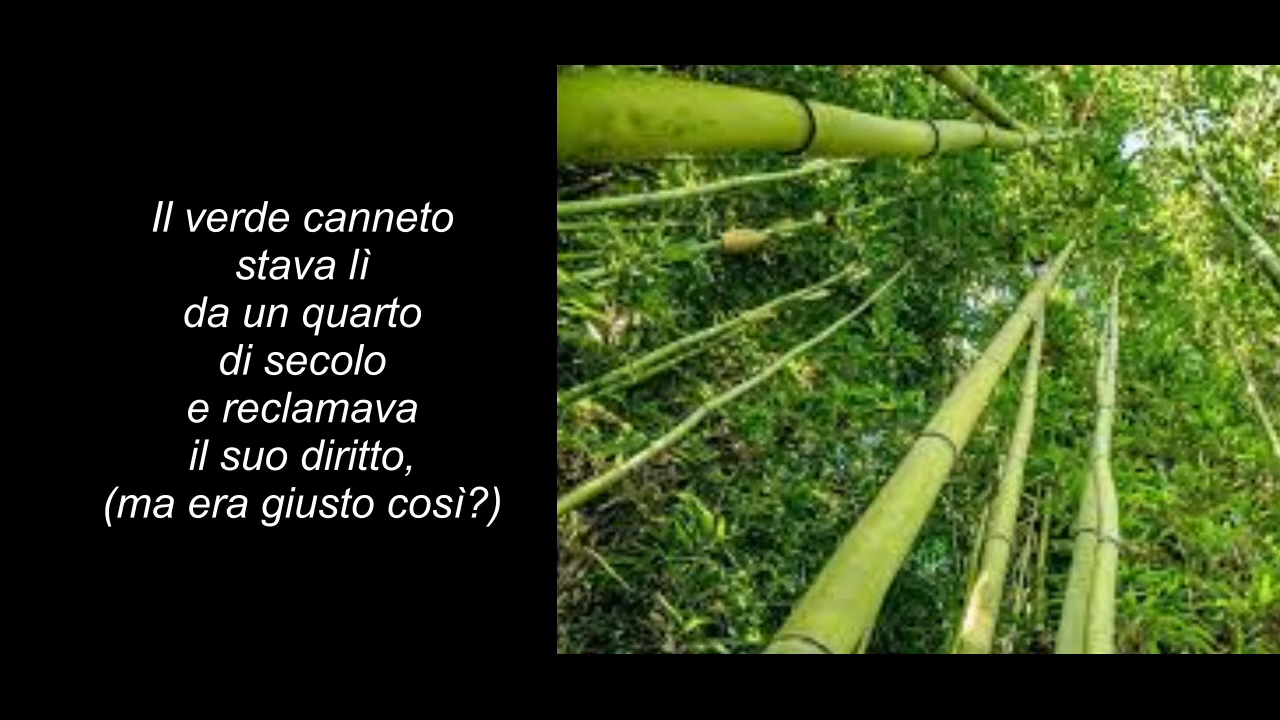 Il verde canneto
stava lì
da un quarto
di secolo
e reclamava
il suo diritto,
(ma era giusto così?)